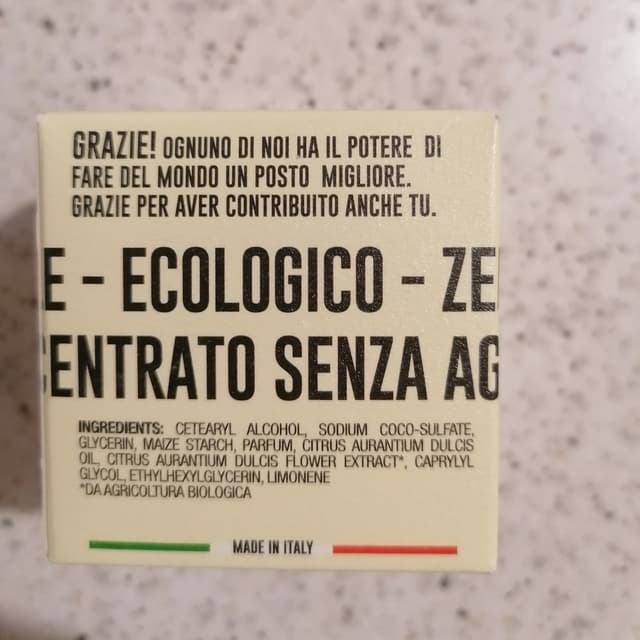 GRAZIE! OGNUNO DI NOI HA IL POTERE DI
FARE DEL MONDO UN POSTO MIGLIORE.
GRAZIE PER AVER CONTRIBUITO ANCHE TU.
E - ECOLOGICO - ZE
ENTRATO SENZA AG
INGREDIENTS: CETEARYL ALCOHOL, SODIUM COCO-SULFATE,
GLYCERIN, MAIZE STARCH, PARFUM, CITRUS AURANTIUM DULCIS
OIL, CITRUS AURANTIUM DULCIS FLOWER EXTRACT*, CAPRYLYL
GLYCOL, ETHYLHEXYLGLYCERIN, LIMONENE
*DA AGRICOLTURA BIOLOGICA
MADE IN ITALY